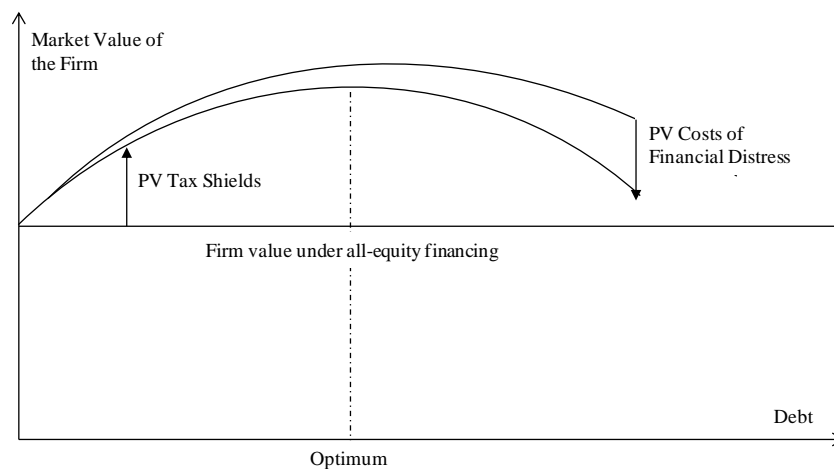 Market Value of
the Firm
PV Costs of
Financial Distress
PV Tax Shields
Firm value under all-equity financing
Debt
Optimum